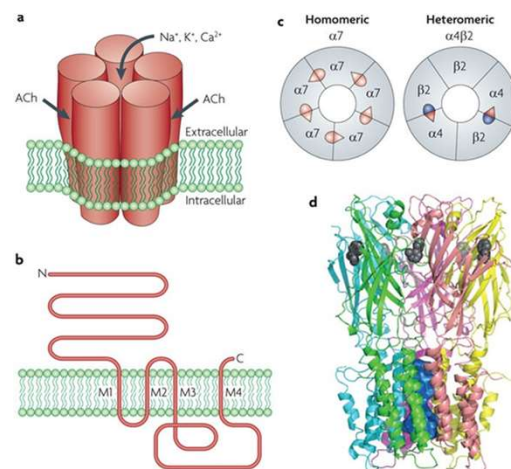 a
Na⁺, K⁺, Ca²⁺
ACh
ACh
Extracellular
Intracellular
b
N
C
M1
M2
M3
M4
c
Homomeric
α7
α7
α7
α7
α7
α7
Heteromeric
α4β2
β2
β2
α4
α4
β2
d